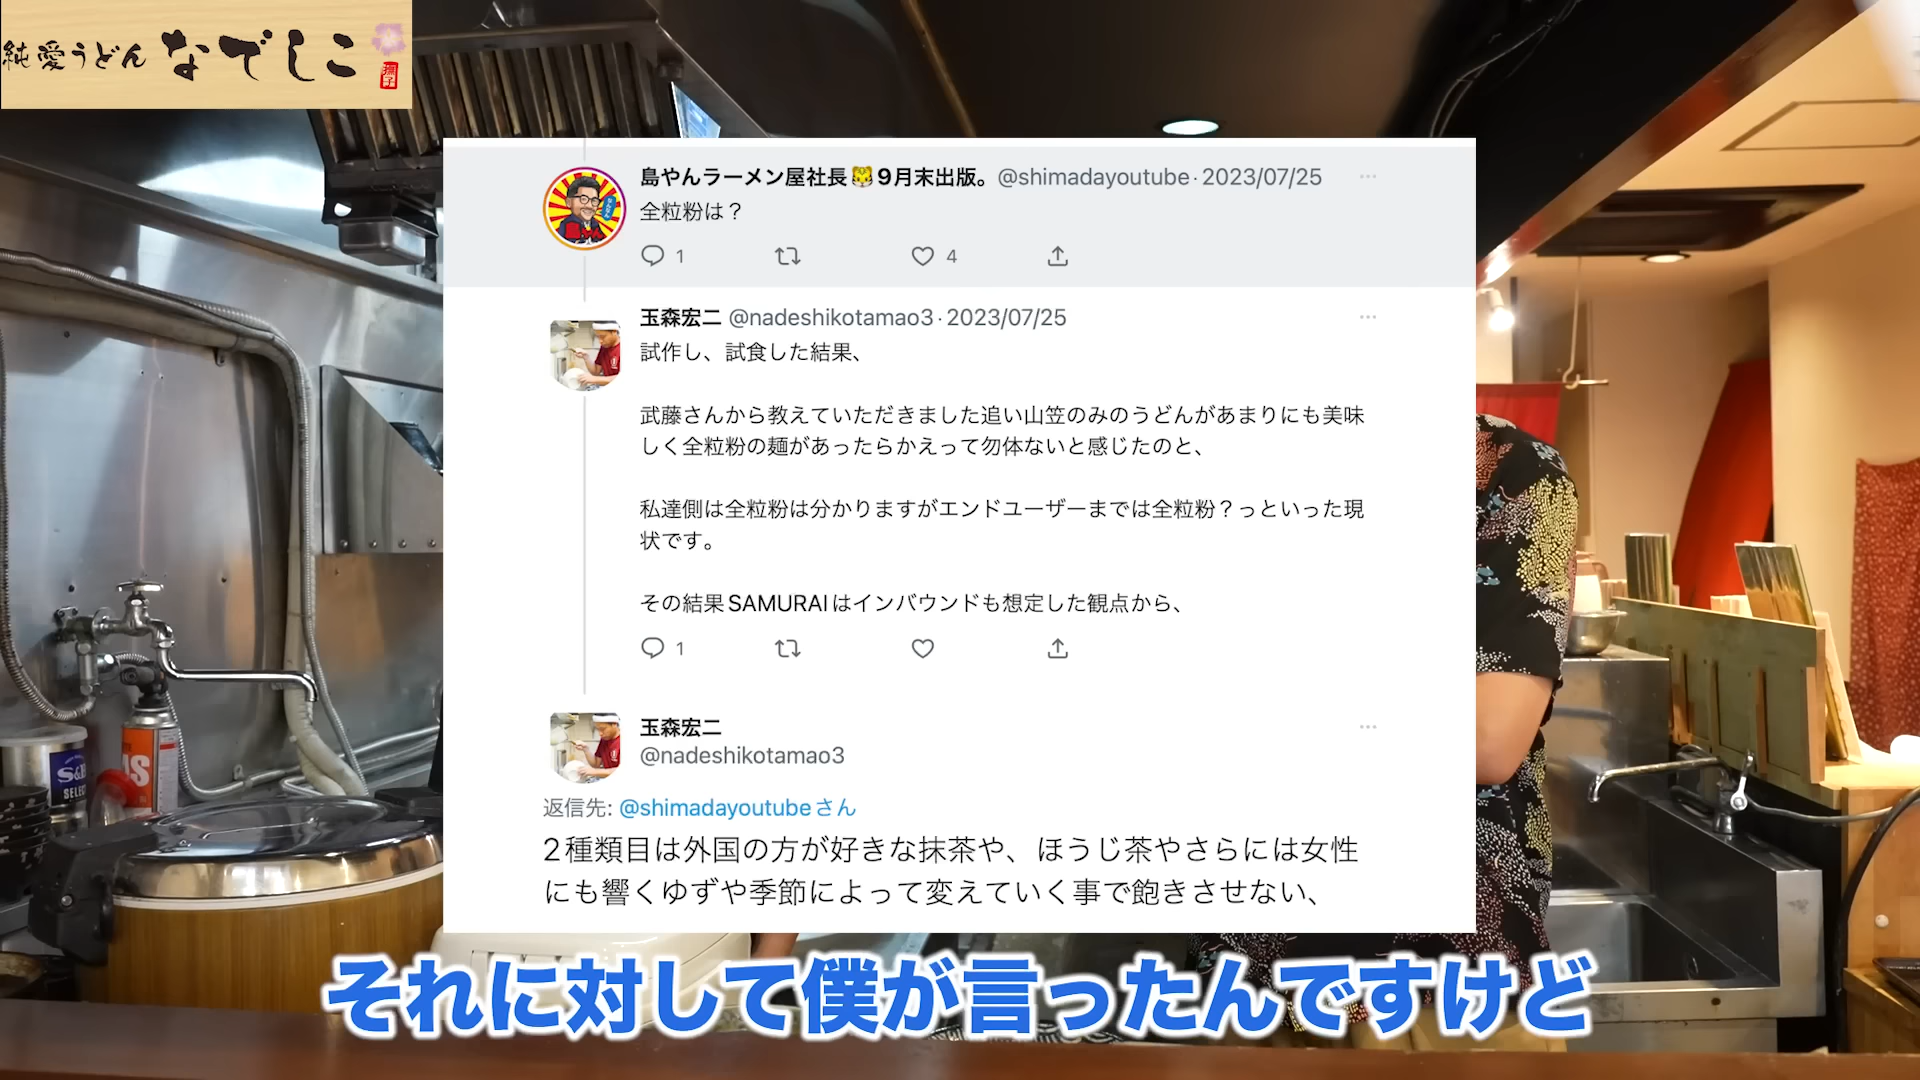 純愛うどん なでしこ
撫子
島やんラーメン屋社長🐯9月末出版。@shimadayoutube · 2023/07/25
全粒粉は？
1
4
玉森宏二 @nadeshikotamao3 · 2023/07/25
試作し、試食した結果、
武藤さんから教えていただきました追い山笠のみのうどんがあまりにも美味
しく全粒粉の麺があったらかえって勿体ないと感じたのと、
私達側は全粒粉は分かりますがエンドユーザーまでは全粒粉？っといった現
状です。
その結果SAMURAIはインバウンドも想定した観点から、
1
玉森宏二
@nadeshikotamao3
返信先: @shimadayoutubeさん
２種類目は外国の方が好きな抹茶や、ほうじ茶やさらには女性
にも響くゆずや季節によって変えていく事で飽きさせない、
S&B
SELECT
それに対して僕が言ったんですけど